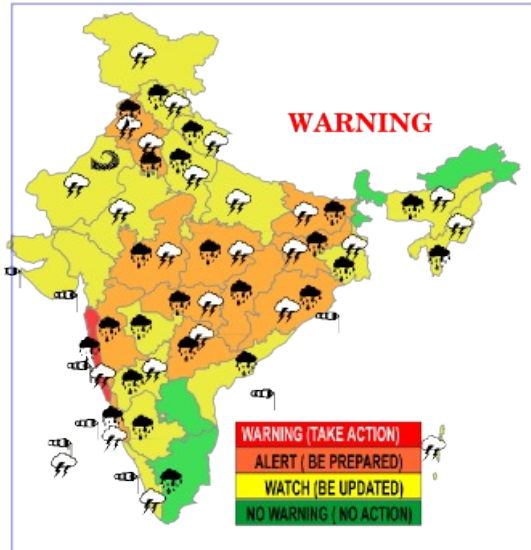 WARNING
WARNING (TAKE ACTION)
ALERT ( BE PREPARED)
WATCH (BE UPDATED)
NO WARNING ( NO ACTION)